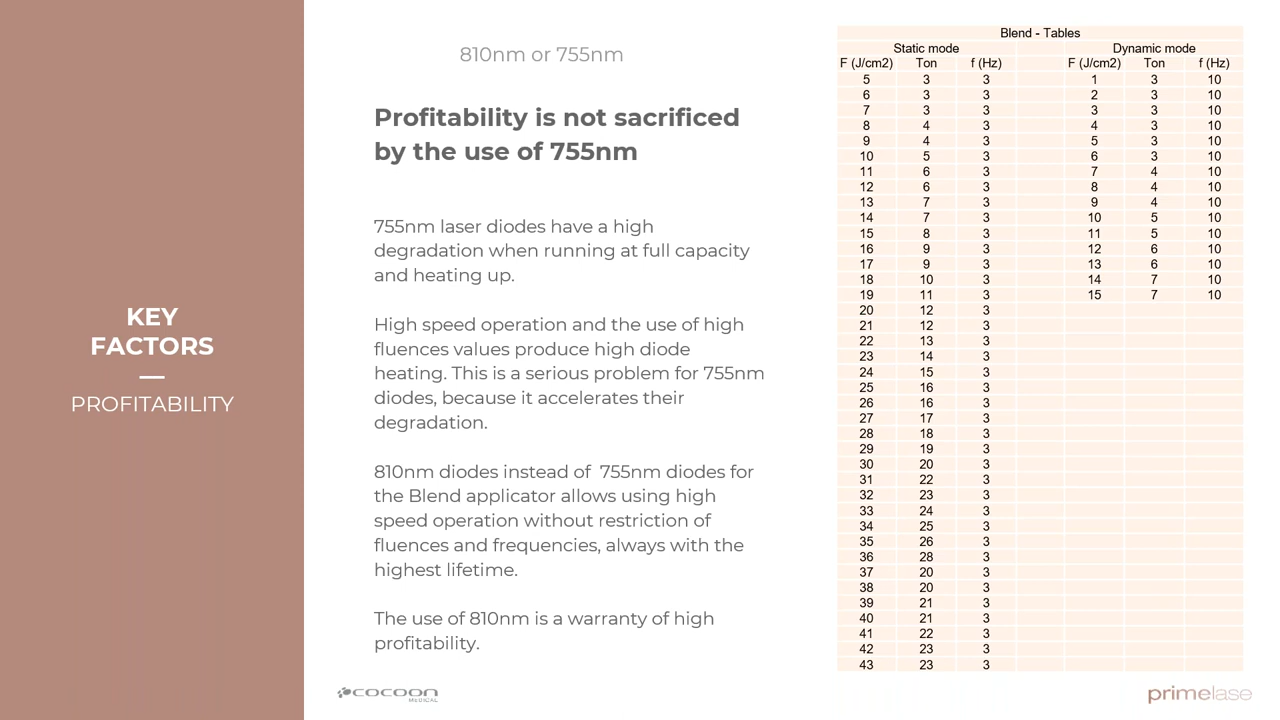 KEY
FACTORS
PROFITABILITY
810nm or 755nm
Profitability is not sacrificed
by the use of 755nm
755nm laser diodes have a high
degradation when running at full capacity
and heating up.
High speed operation and the use of high
fluences values produce high diode
heating. This is a serious problem for 755nm
diodes, because it accelerates their
degradation.
810nm diodes instead of  755nm diodes for
the Blend applicator allows using high
speed operation without restriction of
fluences and frequencies, always with the
highest lifetime.
The use of 810nm is a warranty of high
profitability.
Blend - Tables
Static mode Dynamic mode
F (J/cm2) Ton f (Hz) F (J/cm2) Ton f (Hz)
5 3 3 1 3 10
6 3 3 2 3 10
7 3 3 3 3 10
8 4 3 4 3 10
9 4 3 5 3 10
10 5 3 6 3 10
11 6 3 7 4 10
12 6 3 8 4 10
13 7 3 9 4 10
14 7 3 10 5 10
15 8 3 11 5 10
16 9 3 12 6 10
17 9 3 13 6 10
18 10 3 14 7 10
19 11 3 15 7 10
20 12 3
21 12 3
22 13 3
23 14 3
24 15 3
25 16 3
26 16 3
27 17 3
28 18 3
29 19 3
30 20 3
31 22 3
32 23 3
33 24 3
34 25 3
35 26 3
36 28 3
37 20 3
38 20 3
39 21 3
40 21 3
41 22 3
42 23 3
43 23 3
cocoon
MEDICAL
primelase